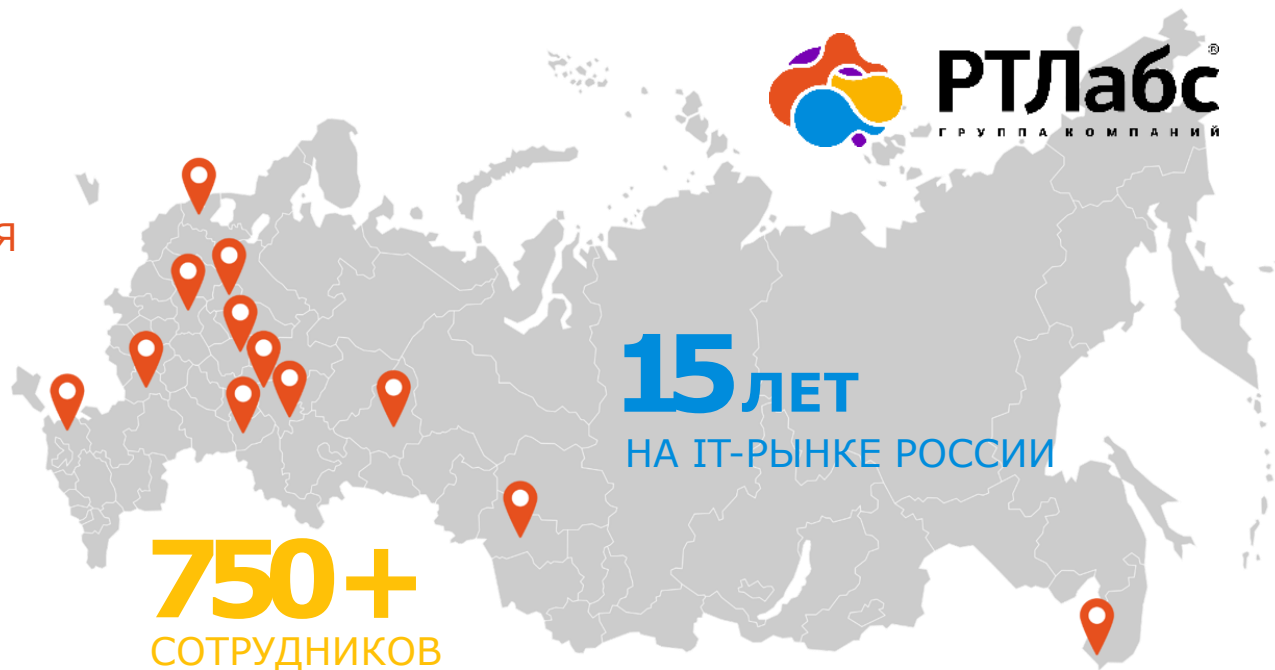 РТЛабс®
ГРУППА КОМПАНИЙ
Я
15 ЛЕТ
НА IT-РЫНКЕ РОССИИ
750+
СОТРУДНИКОВ